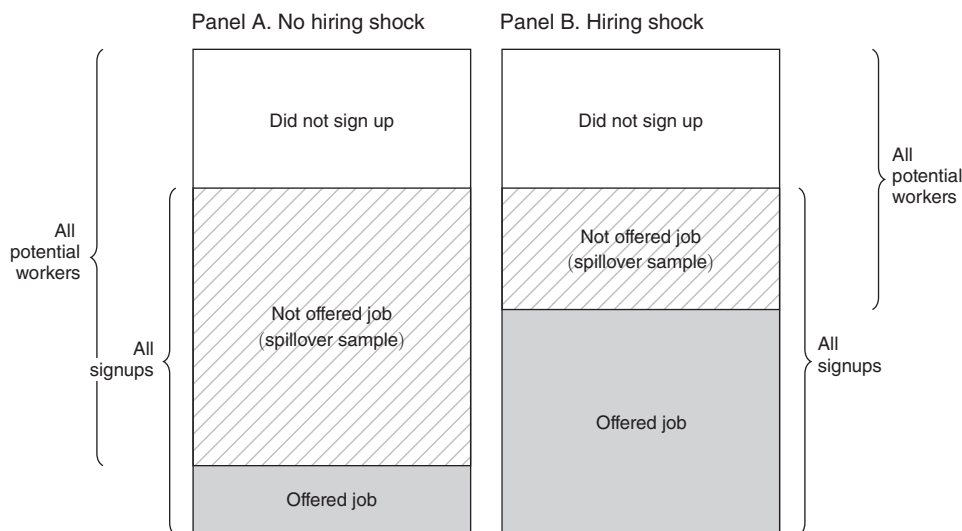 Panel A. No hiring shock
Panel B. Hiring shock
Did not sign up
Did not sign up
All
potential
workers
All
potential
workers
Not offered job
(spillover sample)
Not offered job
(spillover sample)
All
signups
All
signups
Offered job
Offered job